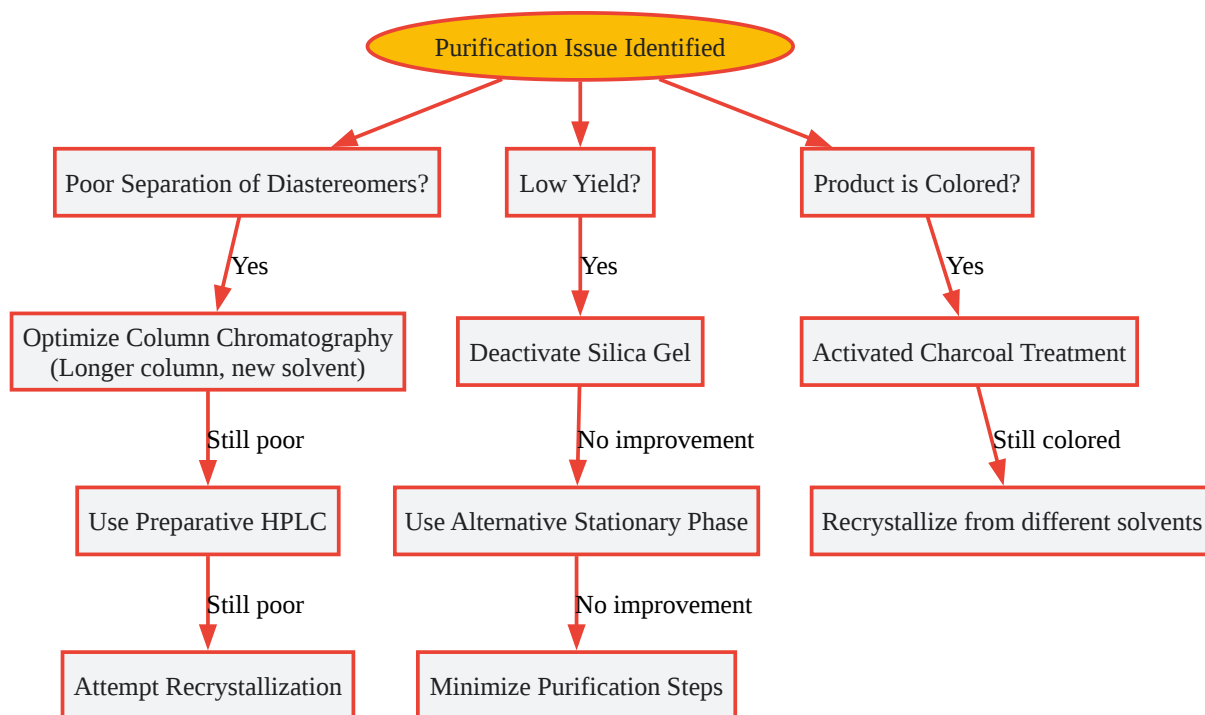 Purification Issue Identified
Poor Separation of Diastereomers?
Low Yield?
Product is Colored?
Yes
Yes
Yes
Optimize Column Chromatography
(Longer column, new solvent)
Deactivate Silica Gel
Activated Charcoal Treatment
Still poor
No improvement
Still colored
Use Preparative HPLC
Use Alternative Stationary Phase
Recrystallize from different solvents
Still poor
No improvement
Attempt Recrystallization
Minimize Purification Steps